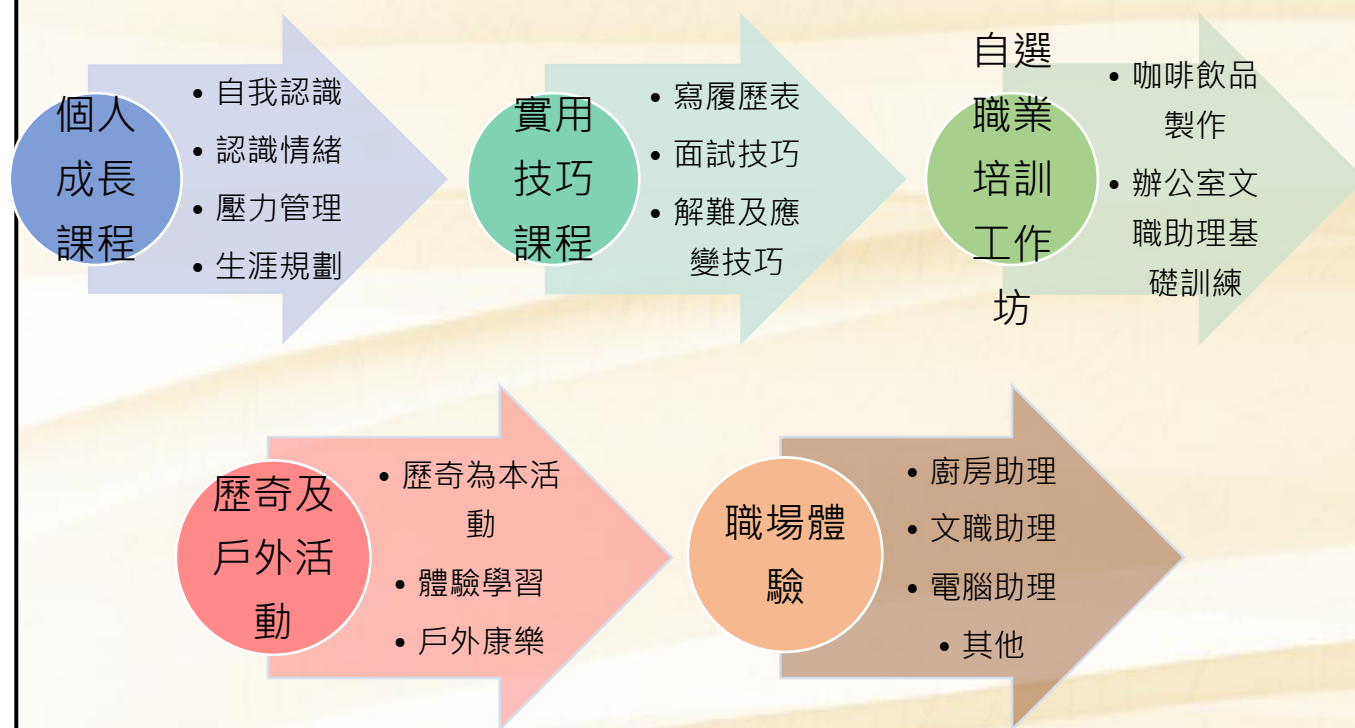 個人
成長
課程
• 自我認識
• 認識情緒
• 壓力管理
• 生涯規劃
實用
技巧
課程
• 寫履歷表
• 面試技巧
• 解難及應
變技巧
自選
職業
培訓
工作
坊
• 咖啡飲品
製作
• 辦公室文
職助理基
礎訓練
歷奇及
戶外活
動
• 歷奇為本活
動
• 體驗學習
• 戶外康樂
職場體
驗
• 廚房助理
• 文職助理
• 電腦助理
• 其他